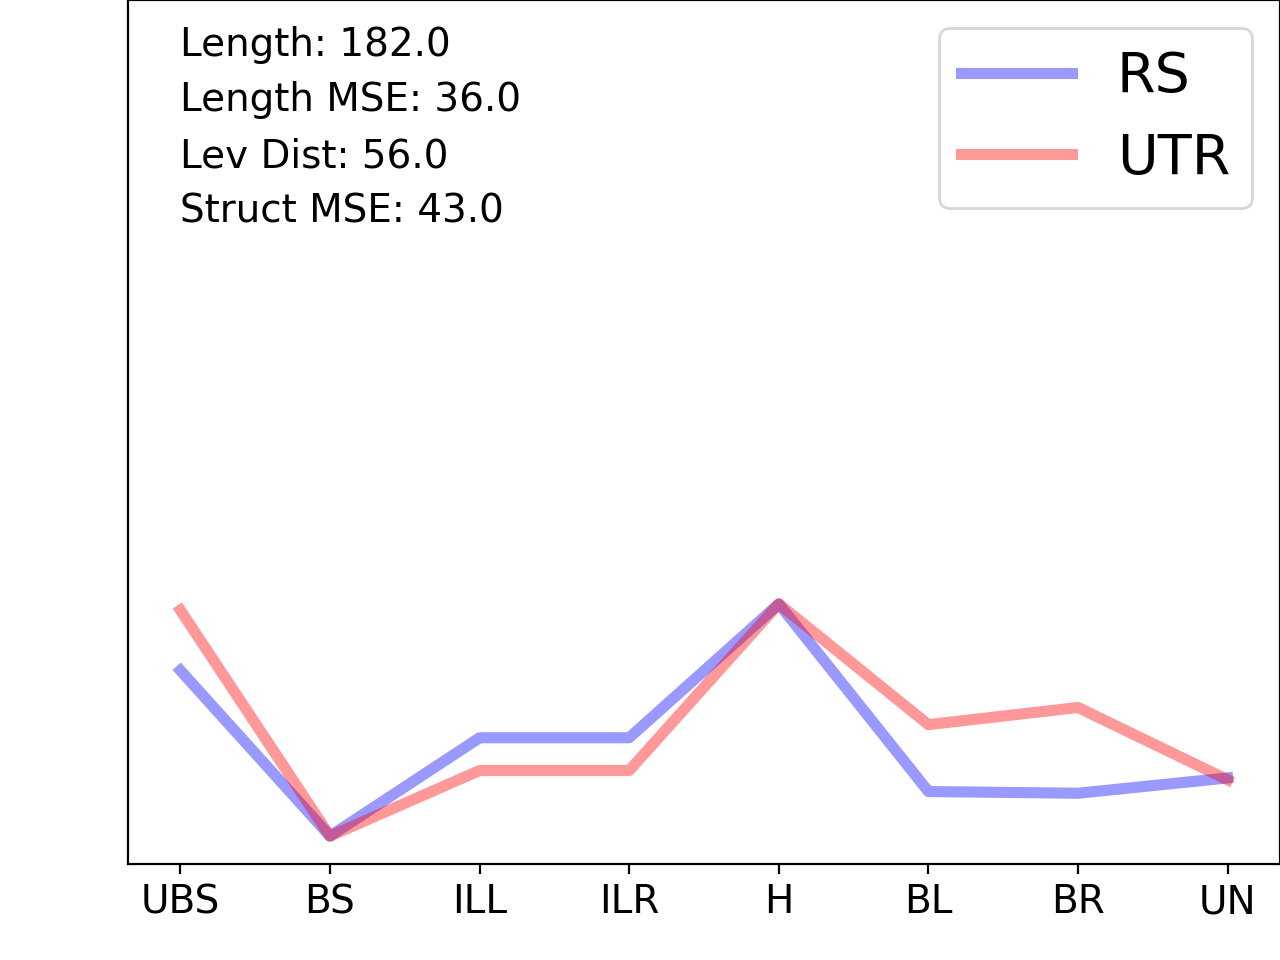 Length: 182.0
Length MSE: 36.0
Lev Dist: 56.0
Struct MSE: 43.0
RS
UTR
UBS BS ILL ILR H BL BR UN